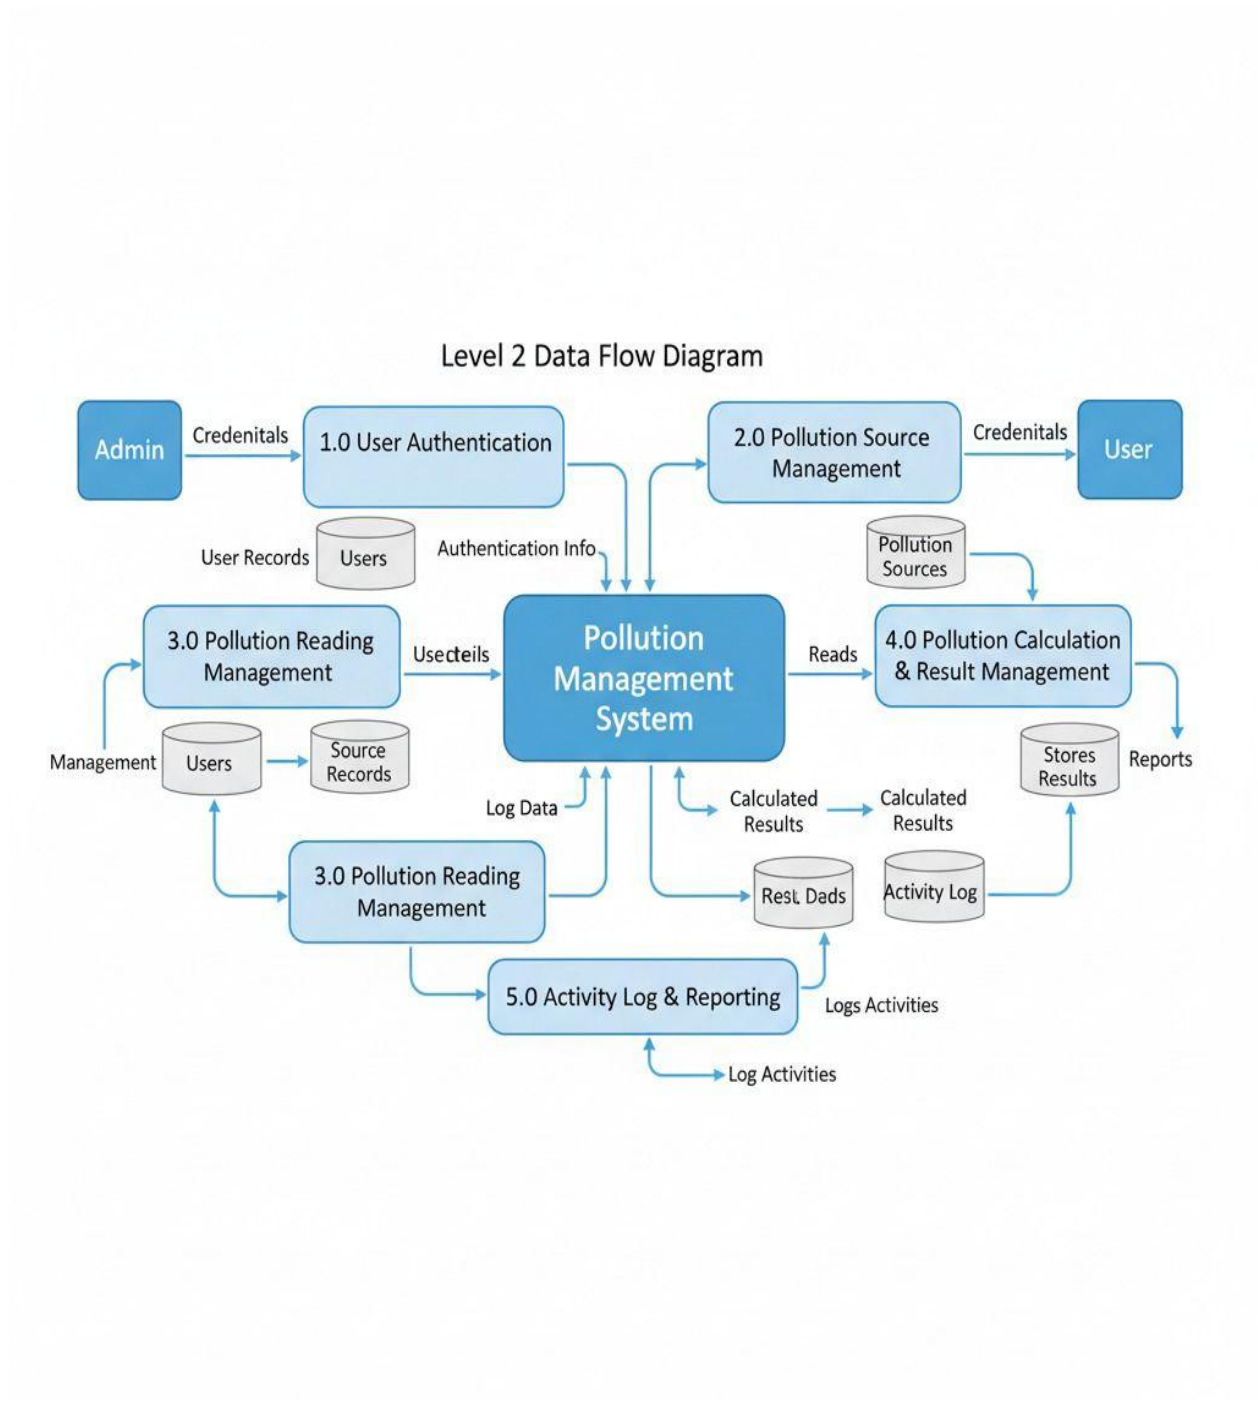 Level 2 Data Flow Diagram
Admin
Credenitals
1.0 User Authentication
2.0 Pollution Source
Management
Credenitals
User
User Records
Users
Authentication Info
Pollution
Sources
3.0 Pollution Reading
Management
Usecteils
Pollution
Management
System
Reads
4.0 Pollution Calculation
& Result Management
Management
Users
Source
Records
Stores
Results
Reports
Log Data
Calculated
Results
Calculated
Results
3.0 Pollution Reading
Management
Rest. Dads
Activity Log
5.0 Activity Log & Reporting
Logs Activities
Log Activities